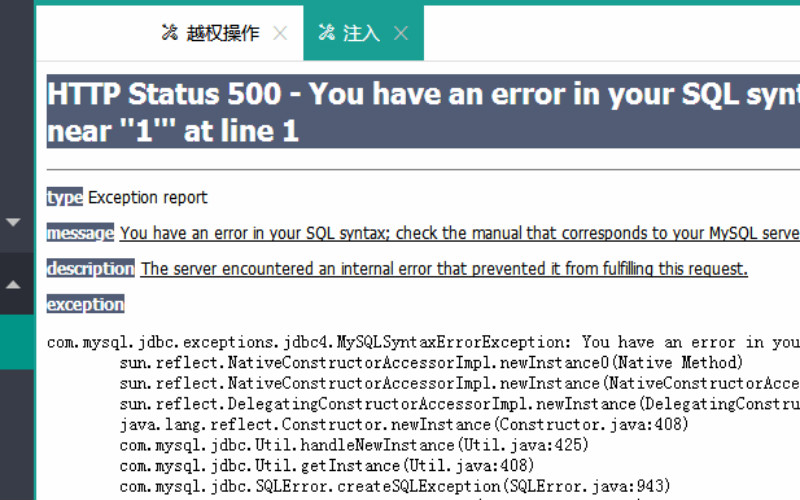 越权操作
注入
HTTP Status 500 - You have an error in your SQL
near ''1''' at line 1
type Exception report
message You have an error in your SQL syntax; check the manual that corresponds to your MySQL
description The server encountered an internal error that prevented it from fulfilling this request.
exception
com.mysql.jdbc.exceptions.jdbc4.MySQLSyntaxErrorException: You have an error in
sun.reflect.NativeConstructorAccessorImpl.newInstance0(Native Method)
sun.reflect.NativeConstructorAccessorImpl.newInstance(
sun.reflect.DelegatingConstructorAccessorImpl.newInstance(
java.lang.reflect.Constructor.newInstance(Constructor.java:408)
com.mysql.jdbc.Util.handleNewInstance(Util.java:425)
com.mysql.jdbc.Util.getInstance(Util.java:408)
com.mysql.jdbc.SQLError.createSQLException(SQLError.java:943)